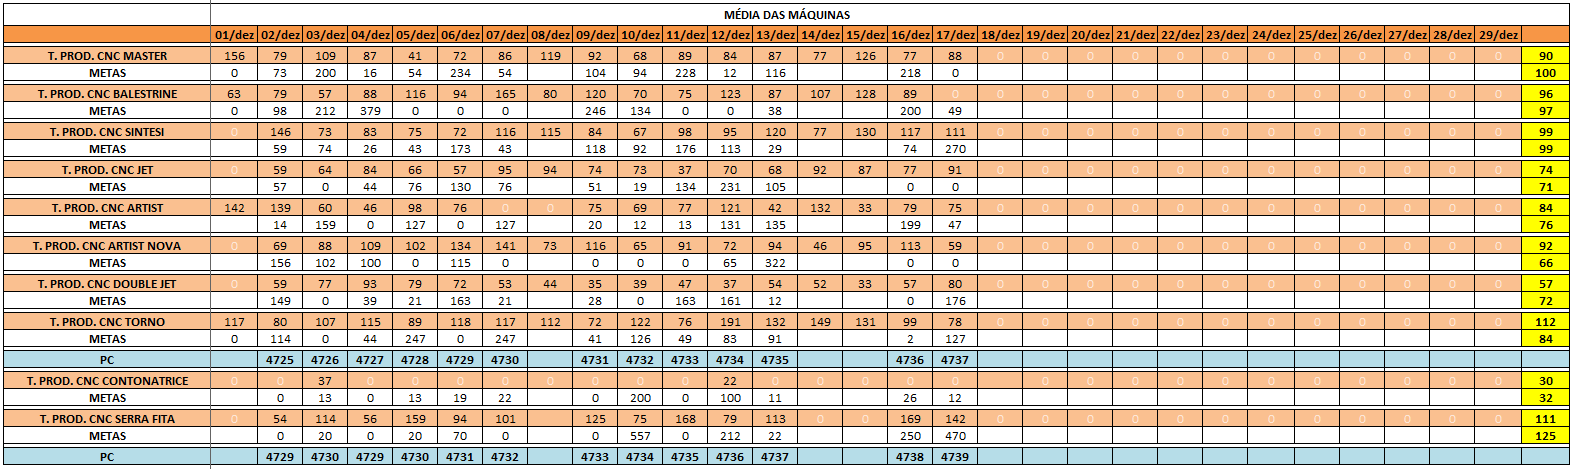 MÉDIA DAS MÁQUINAS
01/dez 02/dez 03/dez 04/dez 05/dez 06/dez 07/dez 08/dez 09/dez 10/dez 11/dez 12/dez 13/dez 14/dez 15/dez 16/dez 17/dez 18/dez 19/dez 20/dez 21/dez 22/dez 23/dez 24/dez 25/dez 26/dez 27/dez 28/dez 29/dez
T. PROD. CNC MASTER 156 79 109 87 41 72 86 119 92 68 89 84 87 77 126 77 88 0 0 0 0 0 0 0 0 0 0 0 0 90
METAS 0 73 200 16 54 234 54 104 94 228 12 116 218 0 100
T. PROD. CNC BALESTRINE 63 79 57 88 116 94 165 80 120 70 75 123 87 107 128 89 0 0 0 0 0 0 0 0 0 0 0 0 0 96
METAS 0 98 212 379 0 0 0 246 134 0 0 38 200 49 97
T. PROD. CNC SINTESI 0 146 73 83 75 72 116 115 84 67 98 95 120 77 130 117 111 0 0 0 0 0 0 0 0 0 0 0 0 99
METAS 59 74 26 43 173 43 118 92 176 113 29 74 270 99
T. PROD. CNC JET 0 59 64 84 66 57 95 94 74 73 37 70 68 92 87 77 91 0 0 0 0 0 0 0 0 0 0 0 0 74
METAS 57 0 44 76 130 76 51 19 134 231 105 0 0 71
T. PROD. CNC ARTIST 142 139 60 46 98 76 0 0 75 69 77 121 42 132 33 79 75 0 0 0 0 0 0 0 0 0 0 0 0 84
METAS 14 159 0 127 0 127 20 12 13 131 135 199 47 76
T. PROD. CNC ARTIST NOVA 0 69 88 109 102 134 141 73 116 65 91 72 94 46 95 113 59 0 0 0 0 0 0 0 0 0 0 0 0 92
METAS 156 102 100 0 115 0 0 0 0 65 322 0 0 66
T. PROD. CNC DOUBLE JET 0 59 77 93 79 72 53 44 35 39 47 37 54 52 33 57 80 0 0 0 0 0 0 0 0 0 0 0 0 57
METAS 149 0 39 21 163 21 28 0 163 161 12 0 176 72
T. PROD. CNC TORNO 117 80 107 115 89 118 117 112 72 122 76 191 132 149 131 99 78 0 0 0 0 0 0 0 0 0 0 0 0 112
METAS 0 114 0 44 247 0 247 41 126 49 83 91 2 127 84
PC 4725 4726 4727 4728 4729 4730 4731 4732 4733 4734 4735 4736 4737
T. PROD. CNC CONTONATRICE 0 0 37 0 0 0 0 0 0 0 0 22 0 0 0 0 0 0 0 0 0 0 0 0 0 0 0 0 0 30
METAS 0 13 0 13 19 22 0 200 0 100 11 26 12 32
T. PROD. CNC SERRA FITA 0 54 114 56 159 94 101 125 75 168 79 113 0 0 169 142 0 0 0 0 0 0 0 0 0 0 0 0 111
METAS 0 20 0 20 70 0 0 557 0 212 22 250 470 125
PC 4729 4730 4729 4730 4731 4732 4733 4734 4735 4736 4737 4738 4739